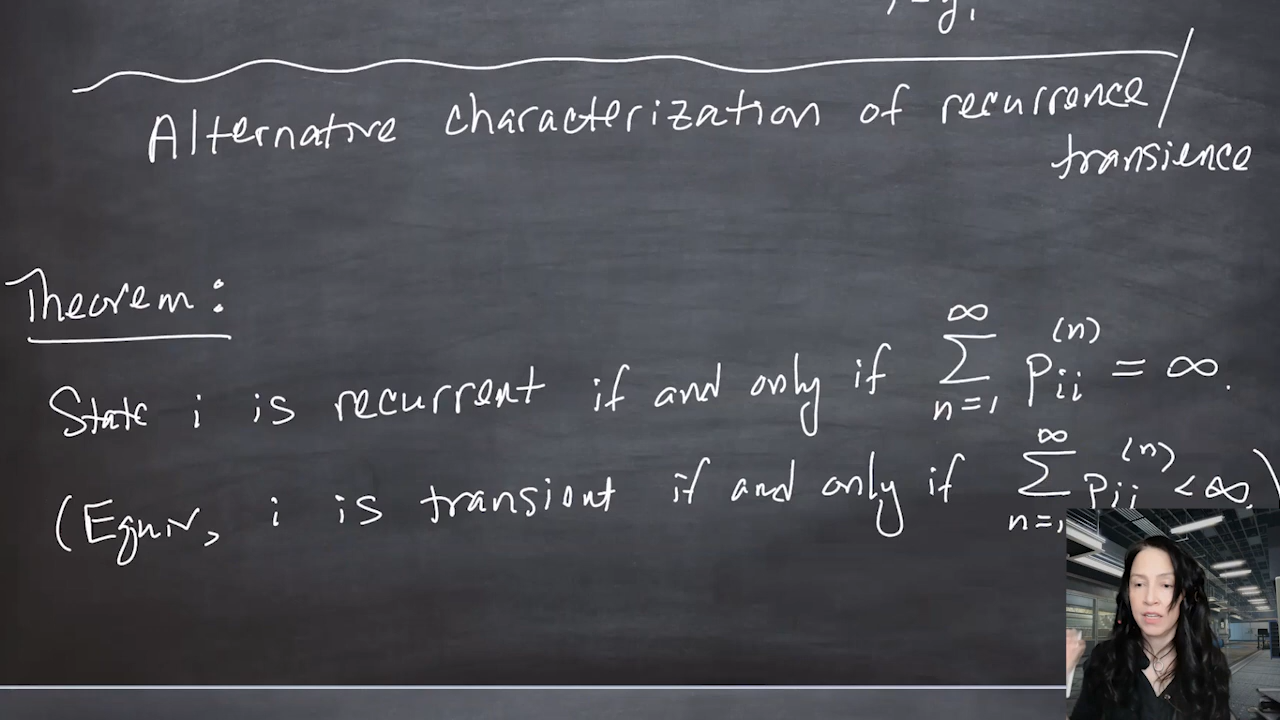 Alternative characterization of recurrence/
transience
Theorem:
State i is recurrent if and only if ∑_{n=1}^{∞} p_{ii}^{(n)} = ∞.
(Equiv, i is transient if and only if ∑_{n=1}^{∞} p_{ii}^{(n)} < ∞.)